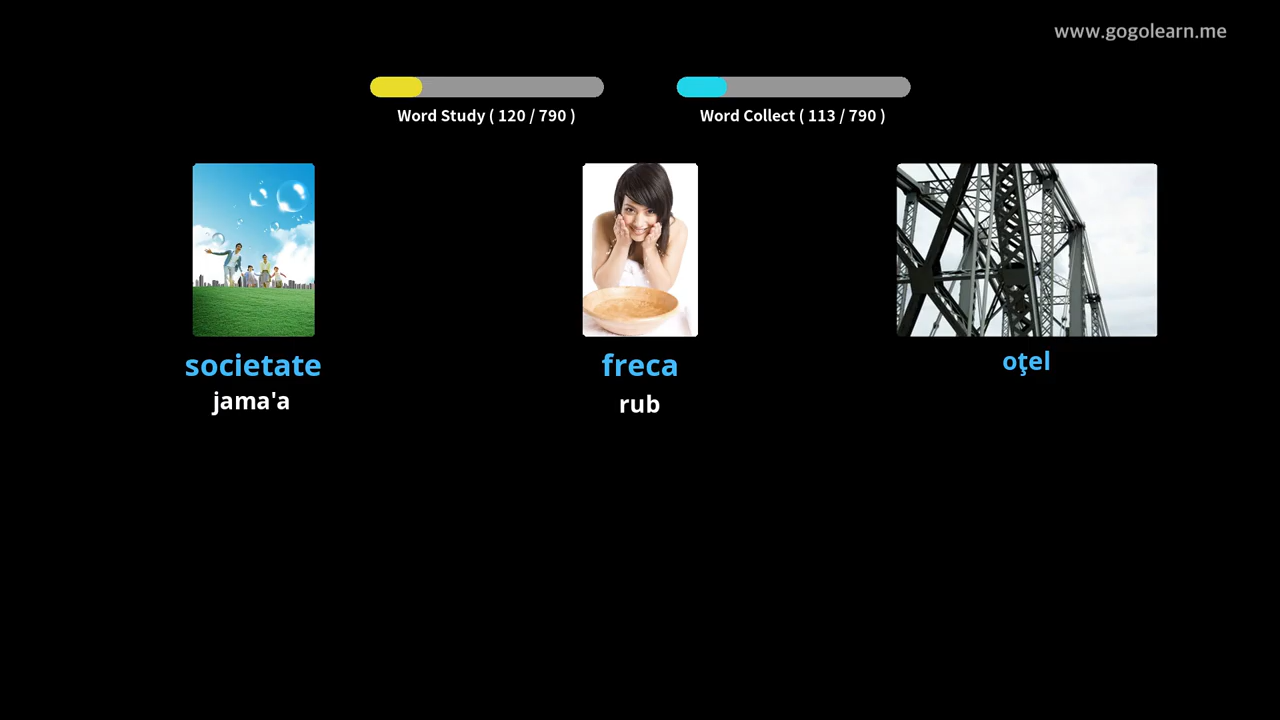 www.gogolearn.me
Word Study ( 120 / 790 )
Word Collect ( 113 / 790 )
societate
jama'a
freca
rub
oţel